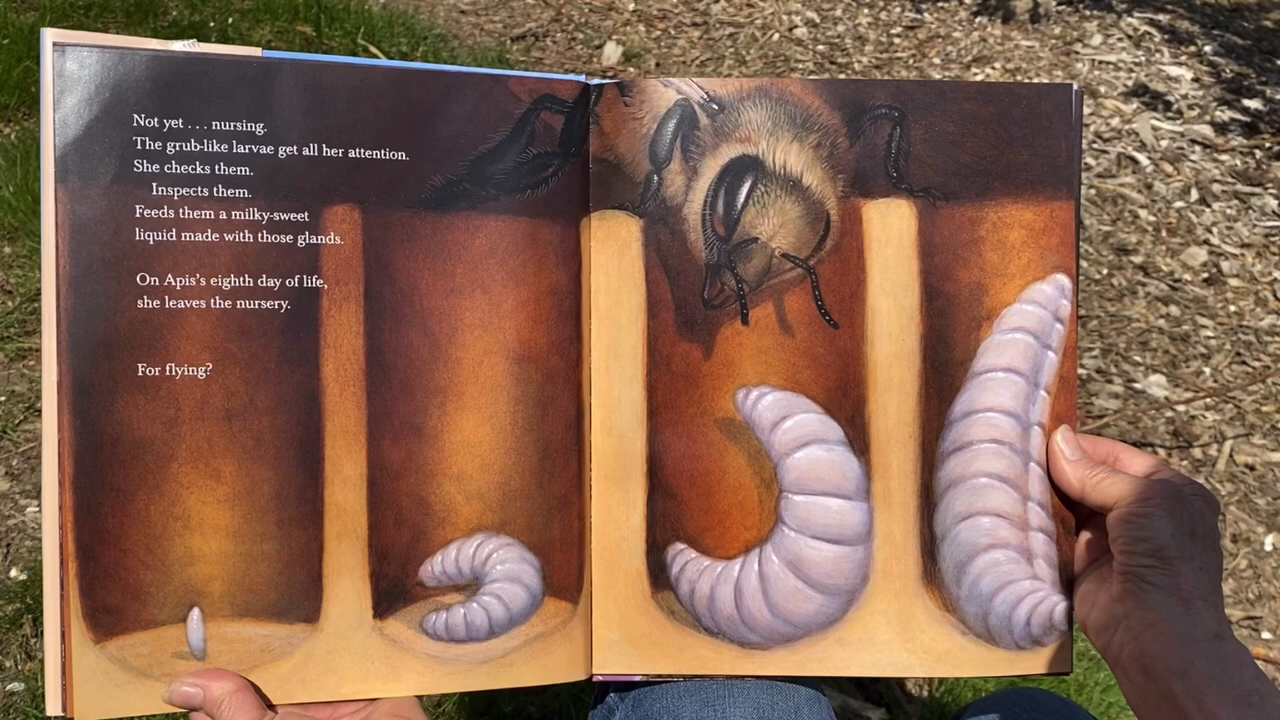 Not yet . . . nursing.
The grub-like larvae get all her attention.
She checks them.
Inspects them.
Feeds them a milky-sweet
liquid made with those glands.
On Apis’s eighth day of life,
she leaves the nursery.
For flying?